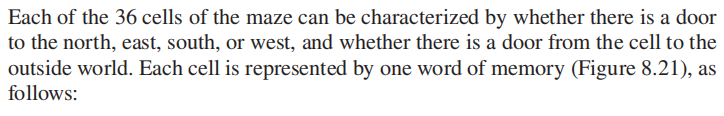 Each of the 36 cells of the maze can be characterized by whether there is a door
to the north, east, south, or west, and whether there is a door from the cell to the
outside world. Each cell is represented by one word of memory (Figure 8.21), as
follows: